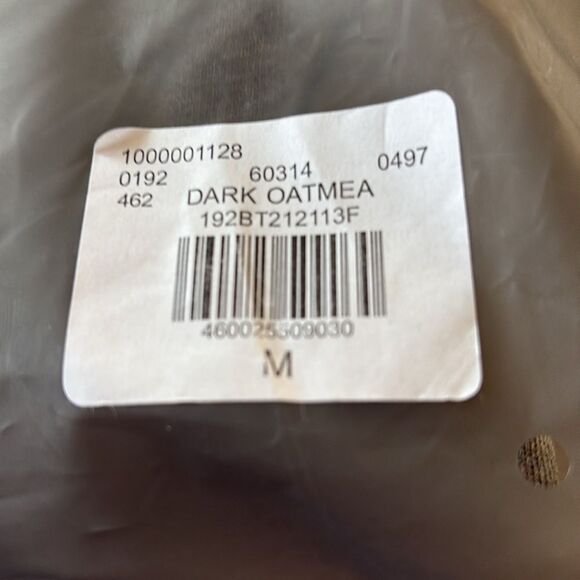 1000001128
0192 60314 0497
462 DARK OATMEA
192BT212113F
460025509030
M